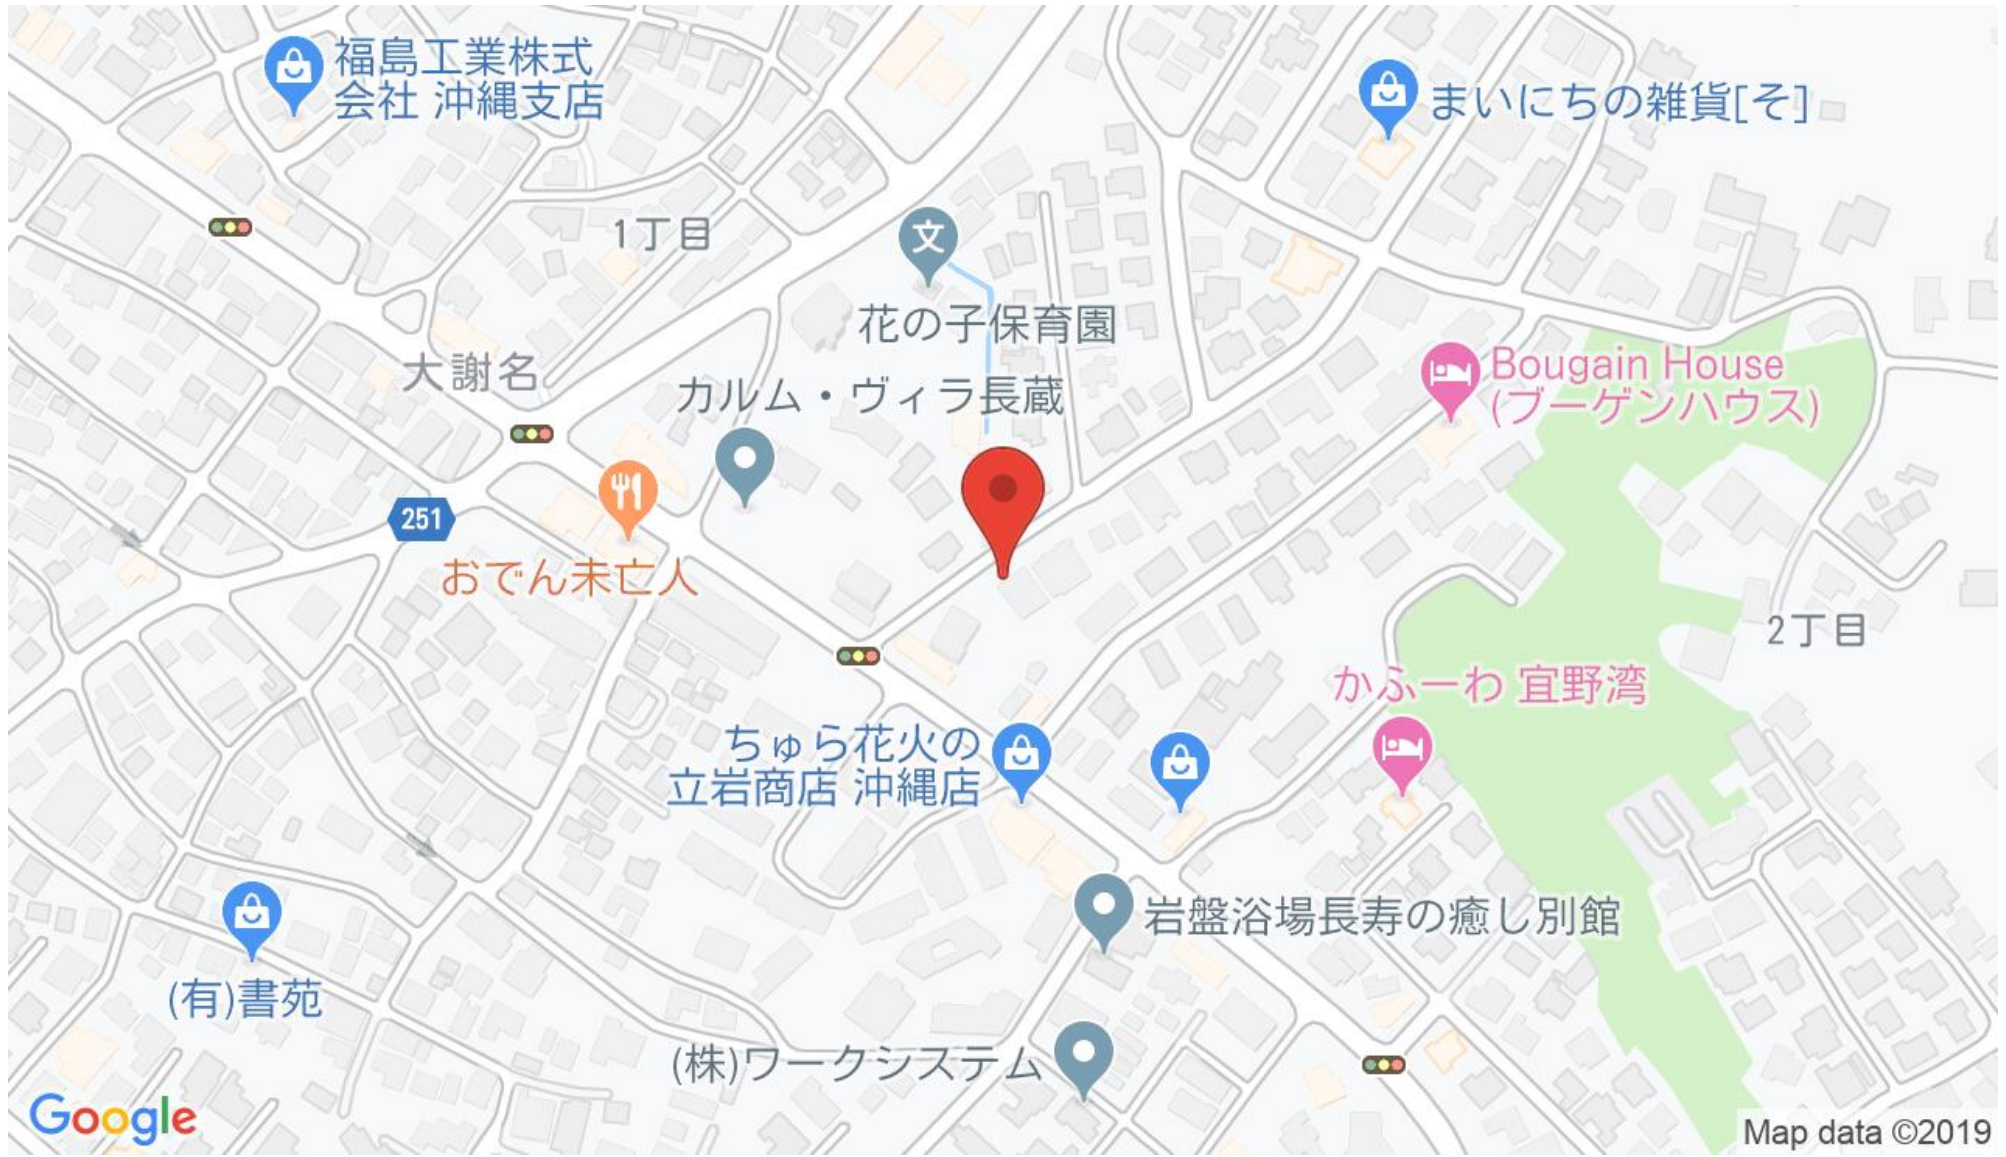 福島工業株式
会社 沖縄支店
まいにちの雑貨[そ]
1丁目
文
花の子保育園
大謝名
カルム・ヴィラ長蔵
Bougain House
(ブーゲンハウス)
251
おでん未亡人
2丁目
かふーわ 宜野湾
ちゅら花火の
立岩商店 沖縄店
岩盤浴場長寿の癒し別館
(有)書苑
(株)ワークシステム
Google
Map data ©2019